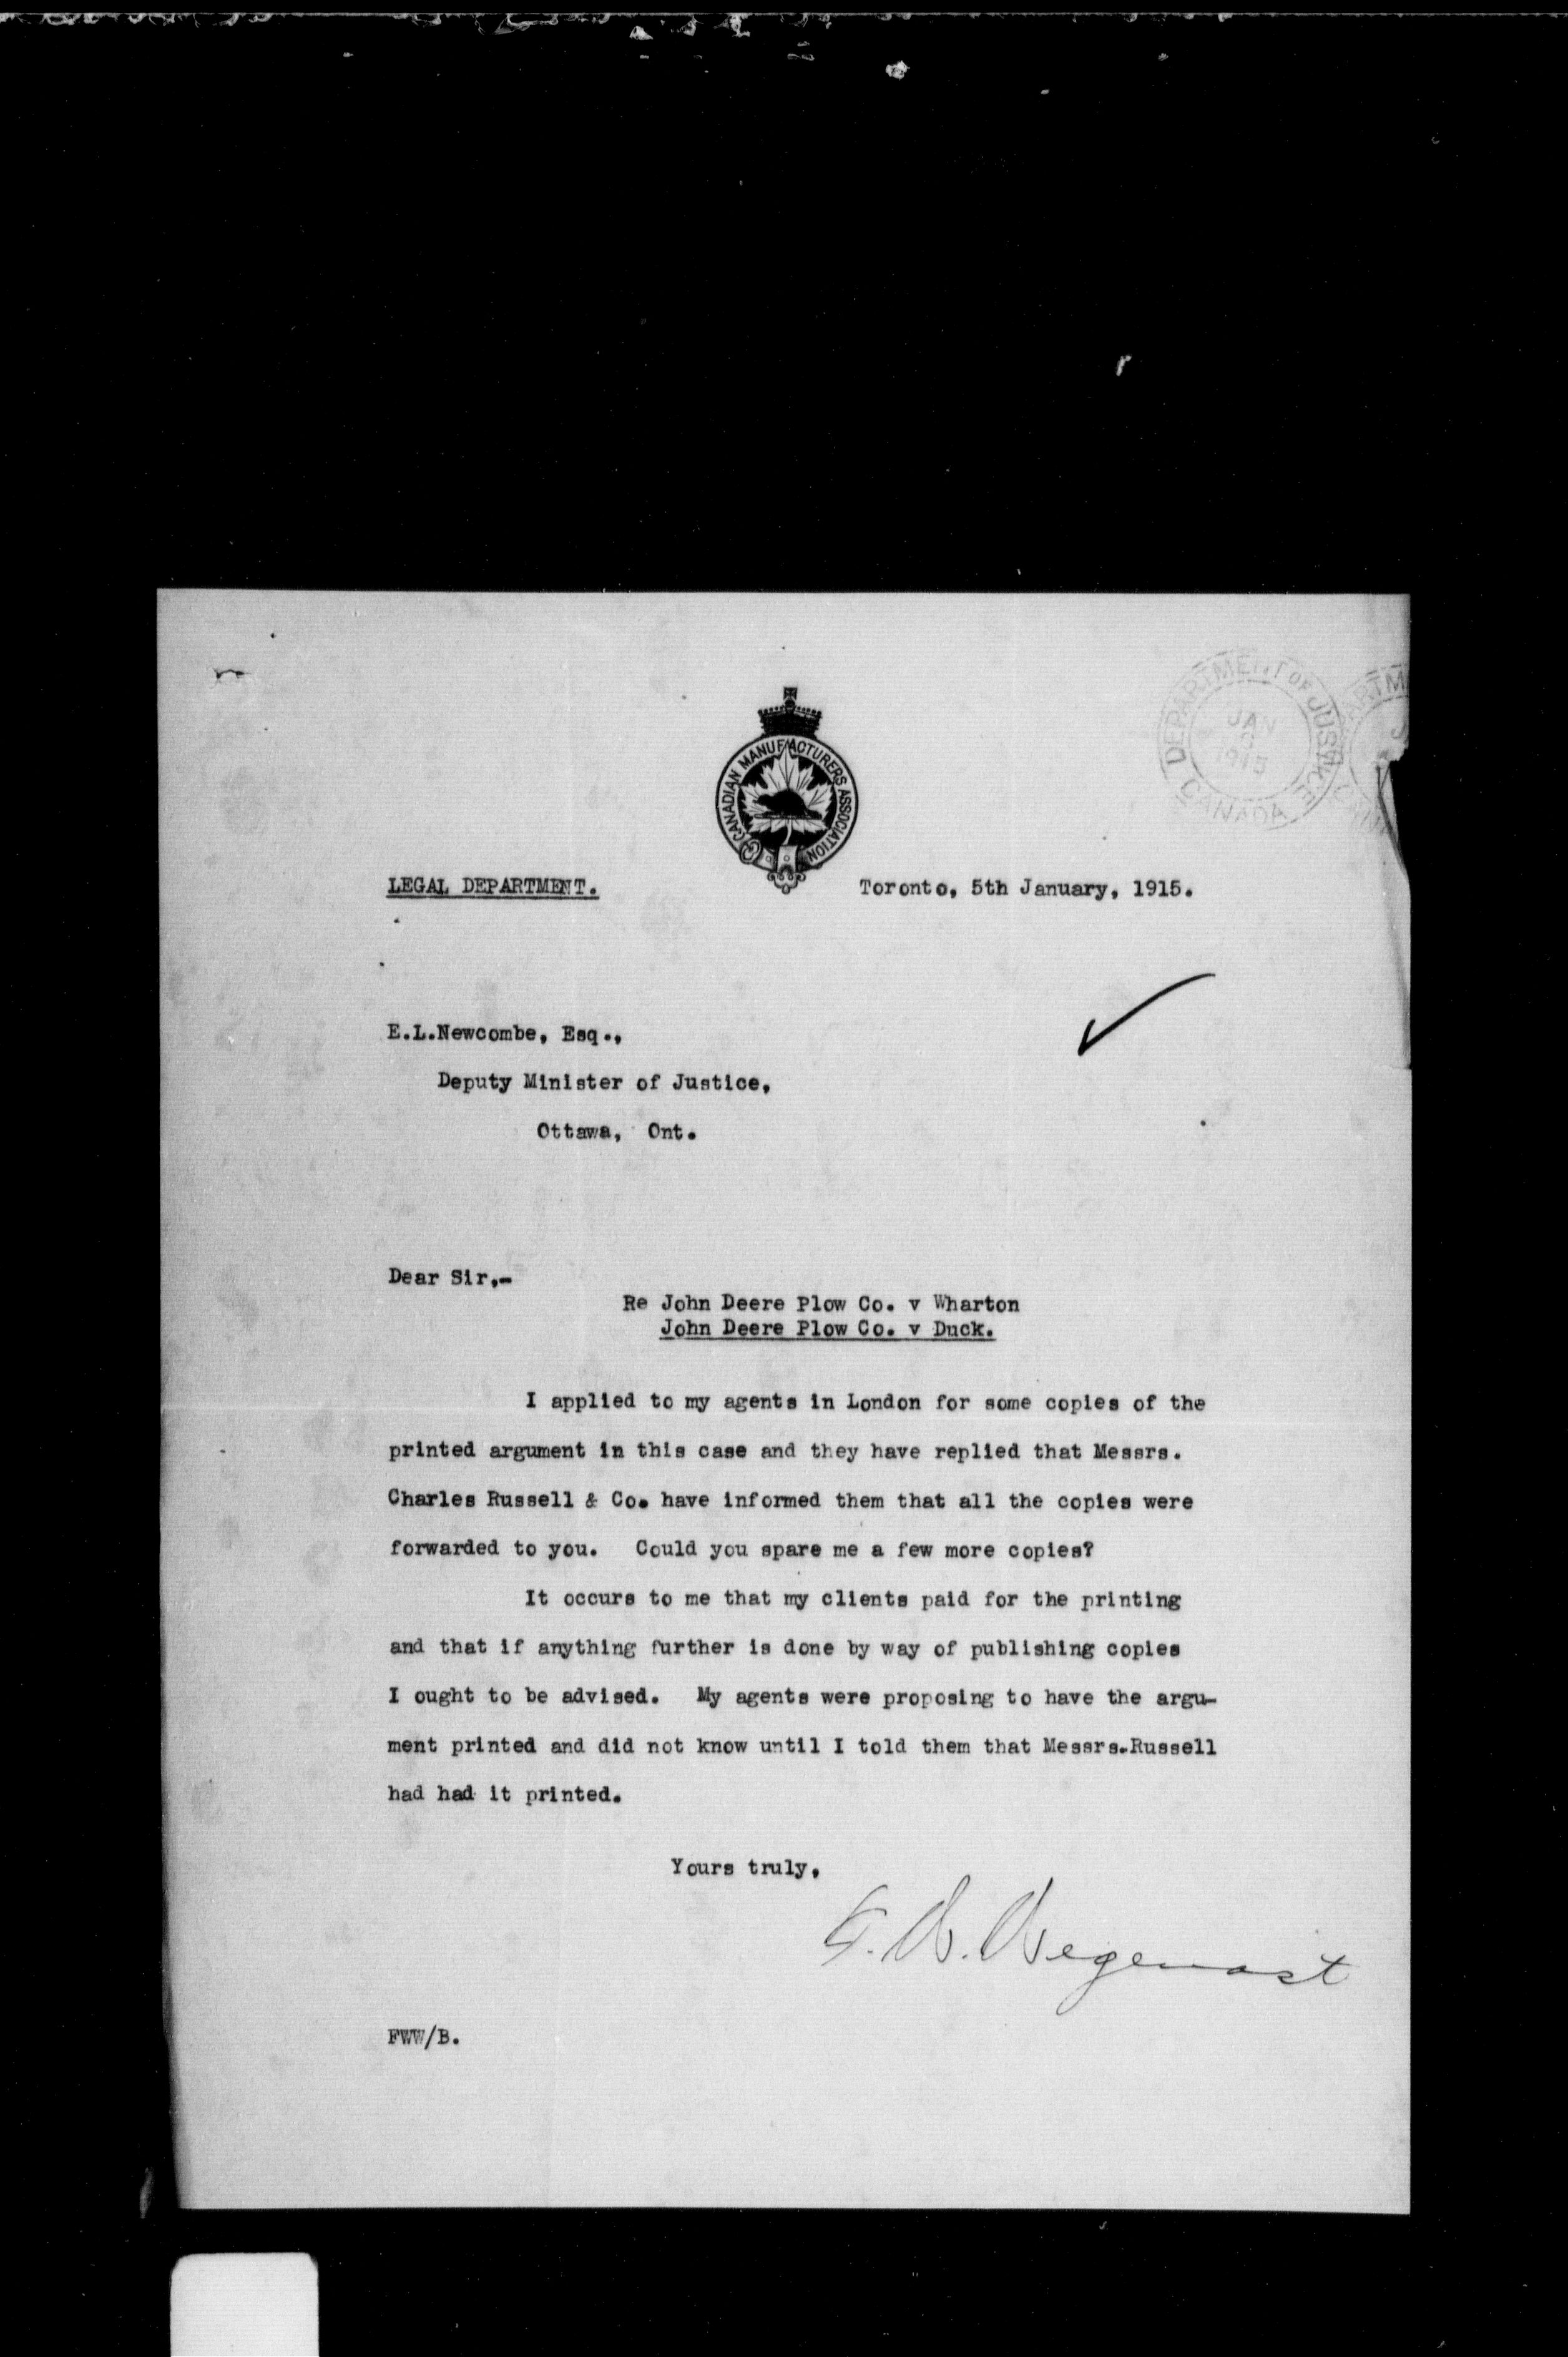 DEPARTMENT OF JUSTICE
JAN
1915
CANADA
CANADIAN MANUFACTURERS ASSOCIATION
LEGAL DEPARTMENT.
Toronto, 5th January, 1915.
E.L.Newcombe, Esq.,
Deputy Minister of Justice,
Ottawa, Ont.
Dear Sir,-
Re John Deere Plow Co. v Wharton
John Deere Plow Co. v Duck.
I applied to my agents in London for some copies of the
printed argument in this case and they have replied that Messrs.
Charles Russell & Co. have informed them that all the copies were
forwarded to you. Could you spare me a few more copies?
It occurs to me that my clients paid for the printing
and that if anything further is done by way of publishing copies
I ought to be advised. My agents were proposing to have the argu-
ment printed and did not know until I told them that Messrs.Russell
had had it printed.
Yours truly,
F. W. Wegenast
FWW/B.